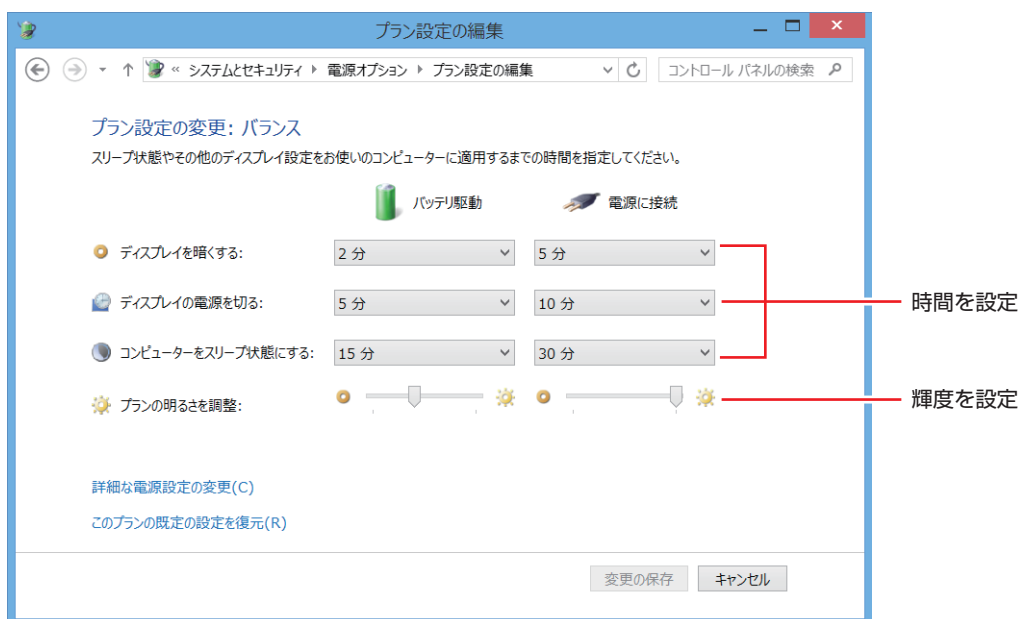 プラン設定の編集
« システムとセキュリティ 電源オプション プラン設定の編集 コントロール パネルの検索
プラン設定の変更: バランス
スリープ状態やその他のディスプレイ設定をお使いのコンピューターに適用するまでの時間を指定してください。
バッテリ駆動 電源に接続
ディスプレイを暗くする: 2 分 5 分
ディスプレイの電源を切る: 5 分 10 分
時間を設定
コンピューターをスリープ状態にする: 15 分 30 分
プランの明るさを調整:
輝度を設定
詳細な電源設定の変更(C)
このプランの既定の設定を復元(R)
変更の保存 キャンセル